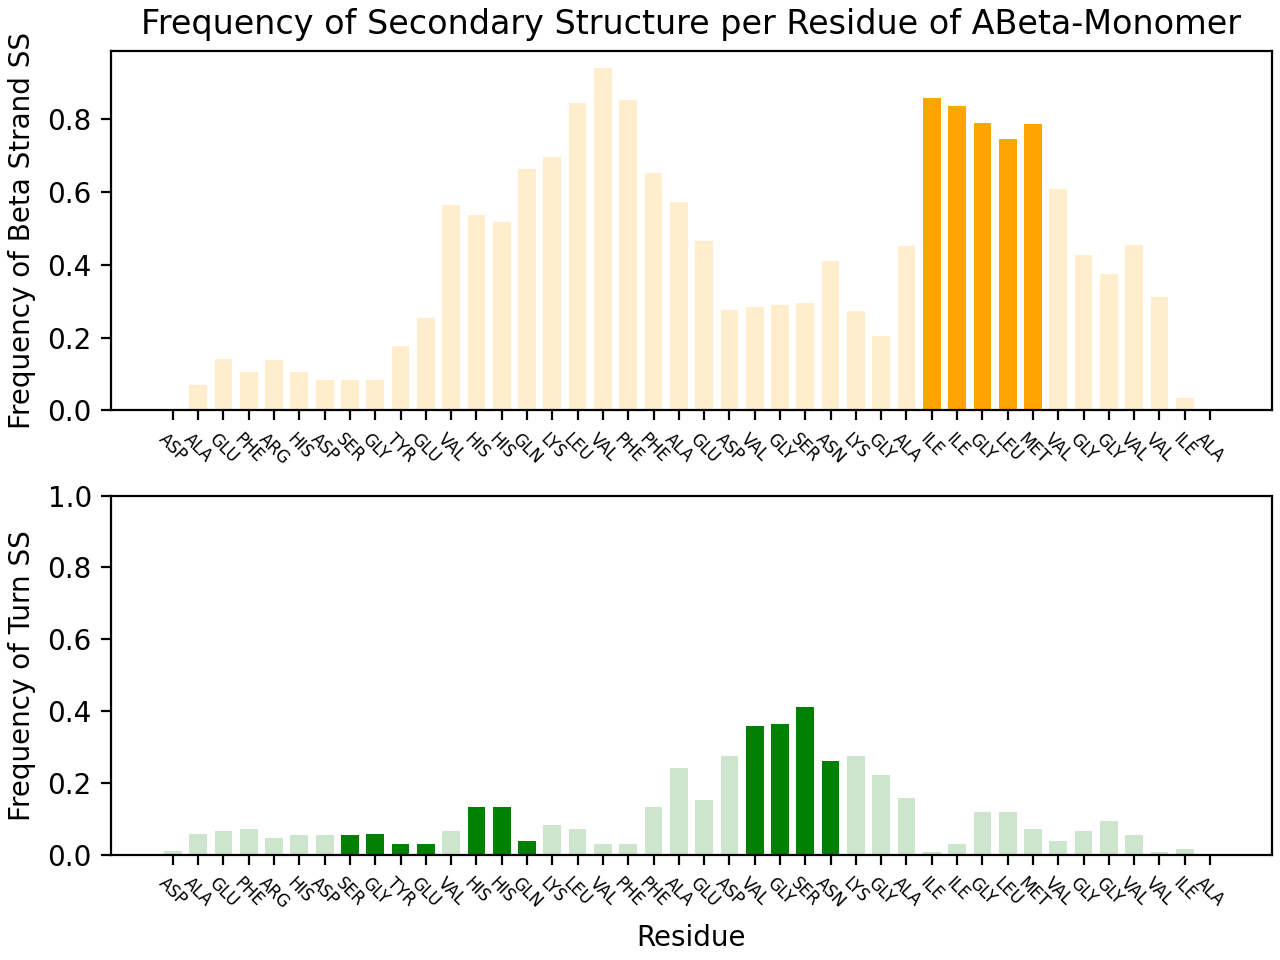 Frequency of Secondary Structure per Residue of ABeta-Monomer
Frequency of Beta Strand SS
0.8
0.6
0.4
0.2
0.0
ASP ALA GLU PHE ARG HIS ASP SER GLY TYR GLU VAL HIS HIS GLN LYS LEU VAL PHE PHE ALA GLU ASP VAL GLY SER ASN LYS GLY ALA ILE ILE GLY LEU MET VAL GLY GLY VAL VAL ILE ALA
Frequency of Turn SS
1.0
0.8
0.6
0.4
0.2
0.0
ASP ALA GLU PHE ARG HIS ASP SER GLY TYR GLU VAL HIS HIS GLN LYS LEU VAL PHE PHE ALA GLU ASP VAL GLY SER ASN LYS GLY ALA ILE ILE GLY LEU MET VAL GLY GLY VAL VAL ILE ALA
Residue